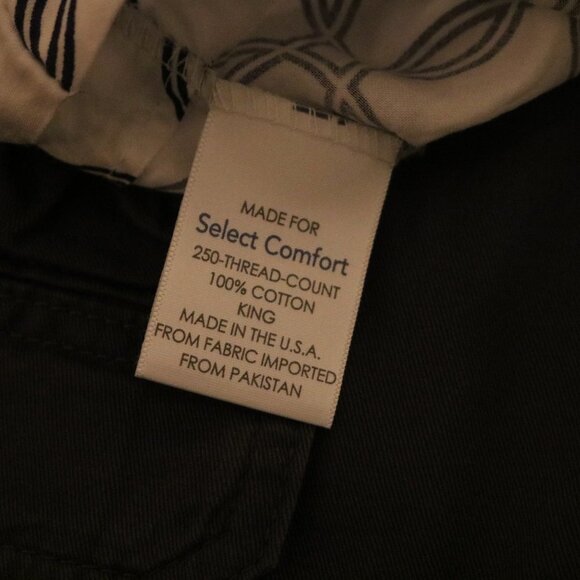 MADE FOR
Select Comfort
250-THREAD-COUNT
100% COTTON
KING
MADE IN THE U.S.A.
FROM FABRIC IMPORTED
FROM PAKISTAN